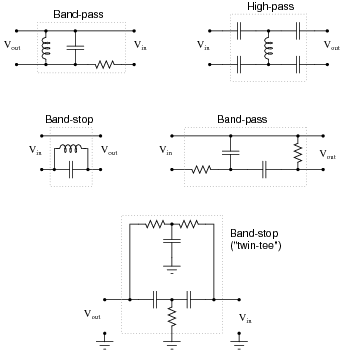 Band-pass
High-pass
Vout
Vin
Vin
Vout
Band-stop
Band-pass
Vin
Vout
Vin
Vout
Band-stop
("twin-tee")
Vout
Vin